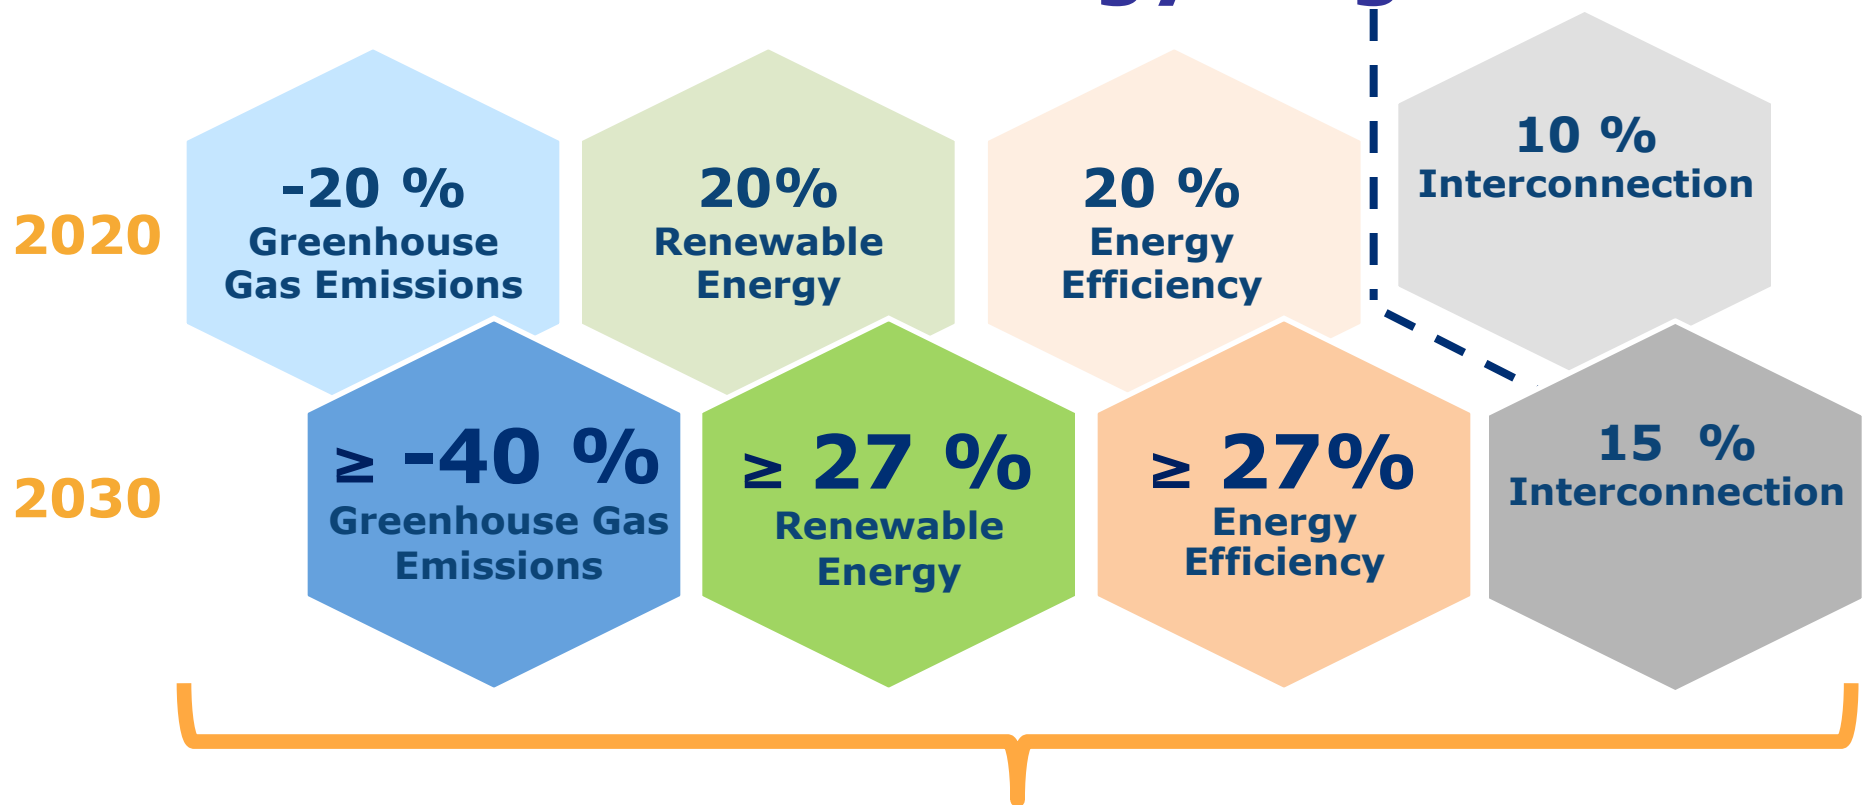 2020
-20 %
Greenhouse
Gas Emissions
20%
Renewable
Energy
20 %
Energy
Efficiency
10 %
Interconnection
2030
≥ -40 %
Greenhouse Gas
Emissions
≥ 27 %
Renewable
Energy
≥ 27%
Energy
Efficiency
15 %
Interconnection